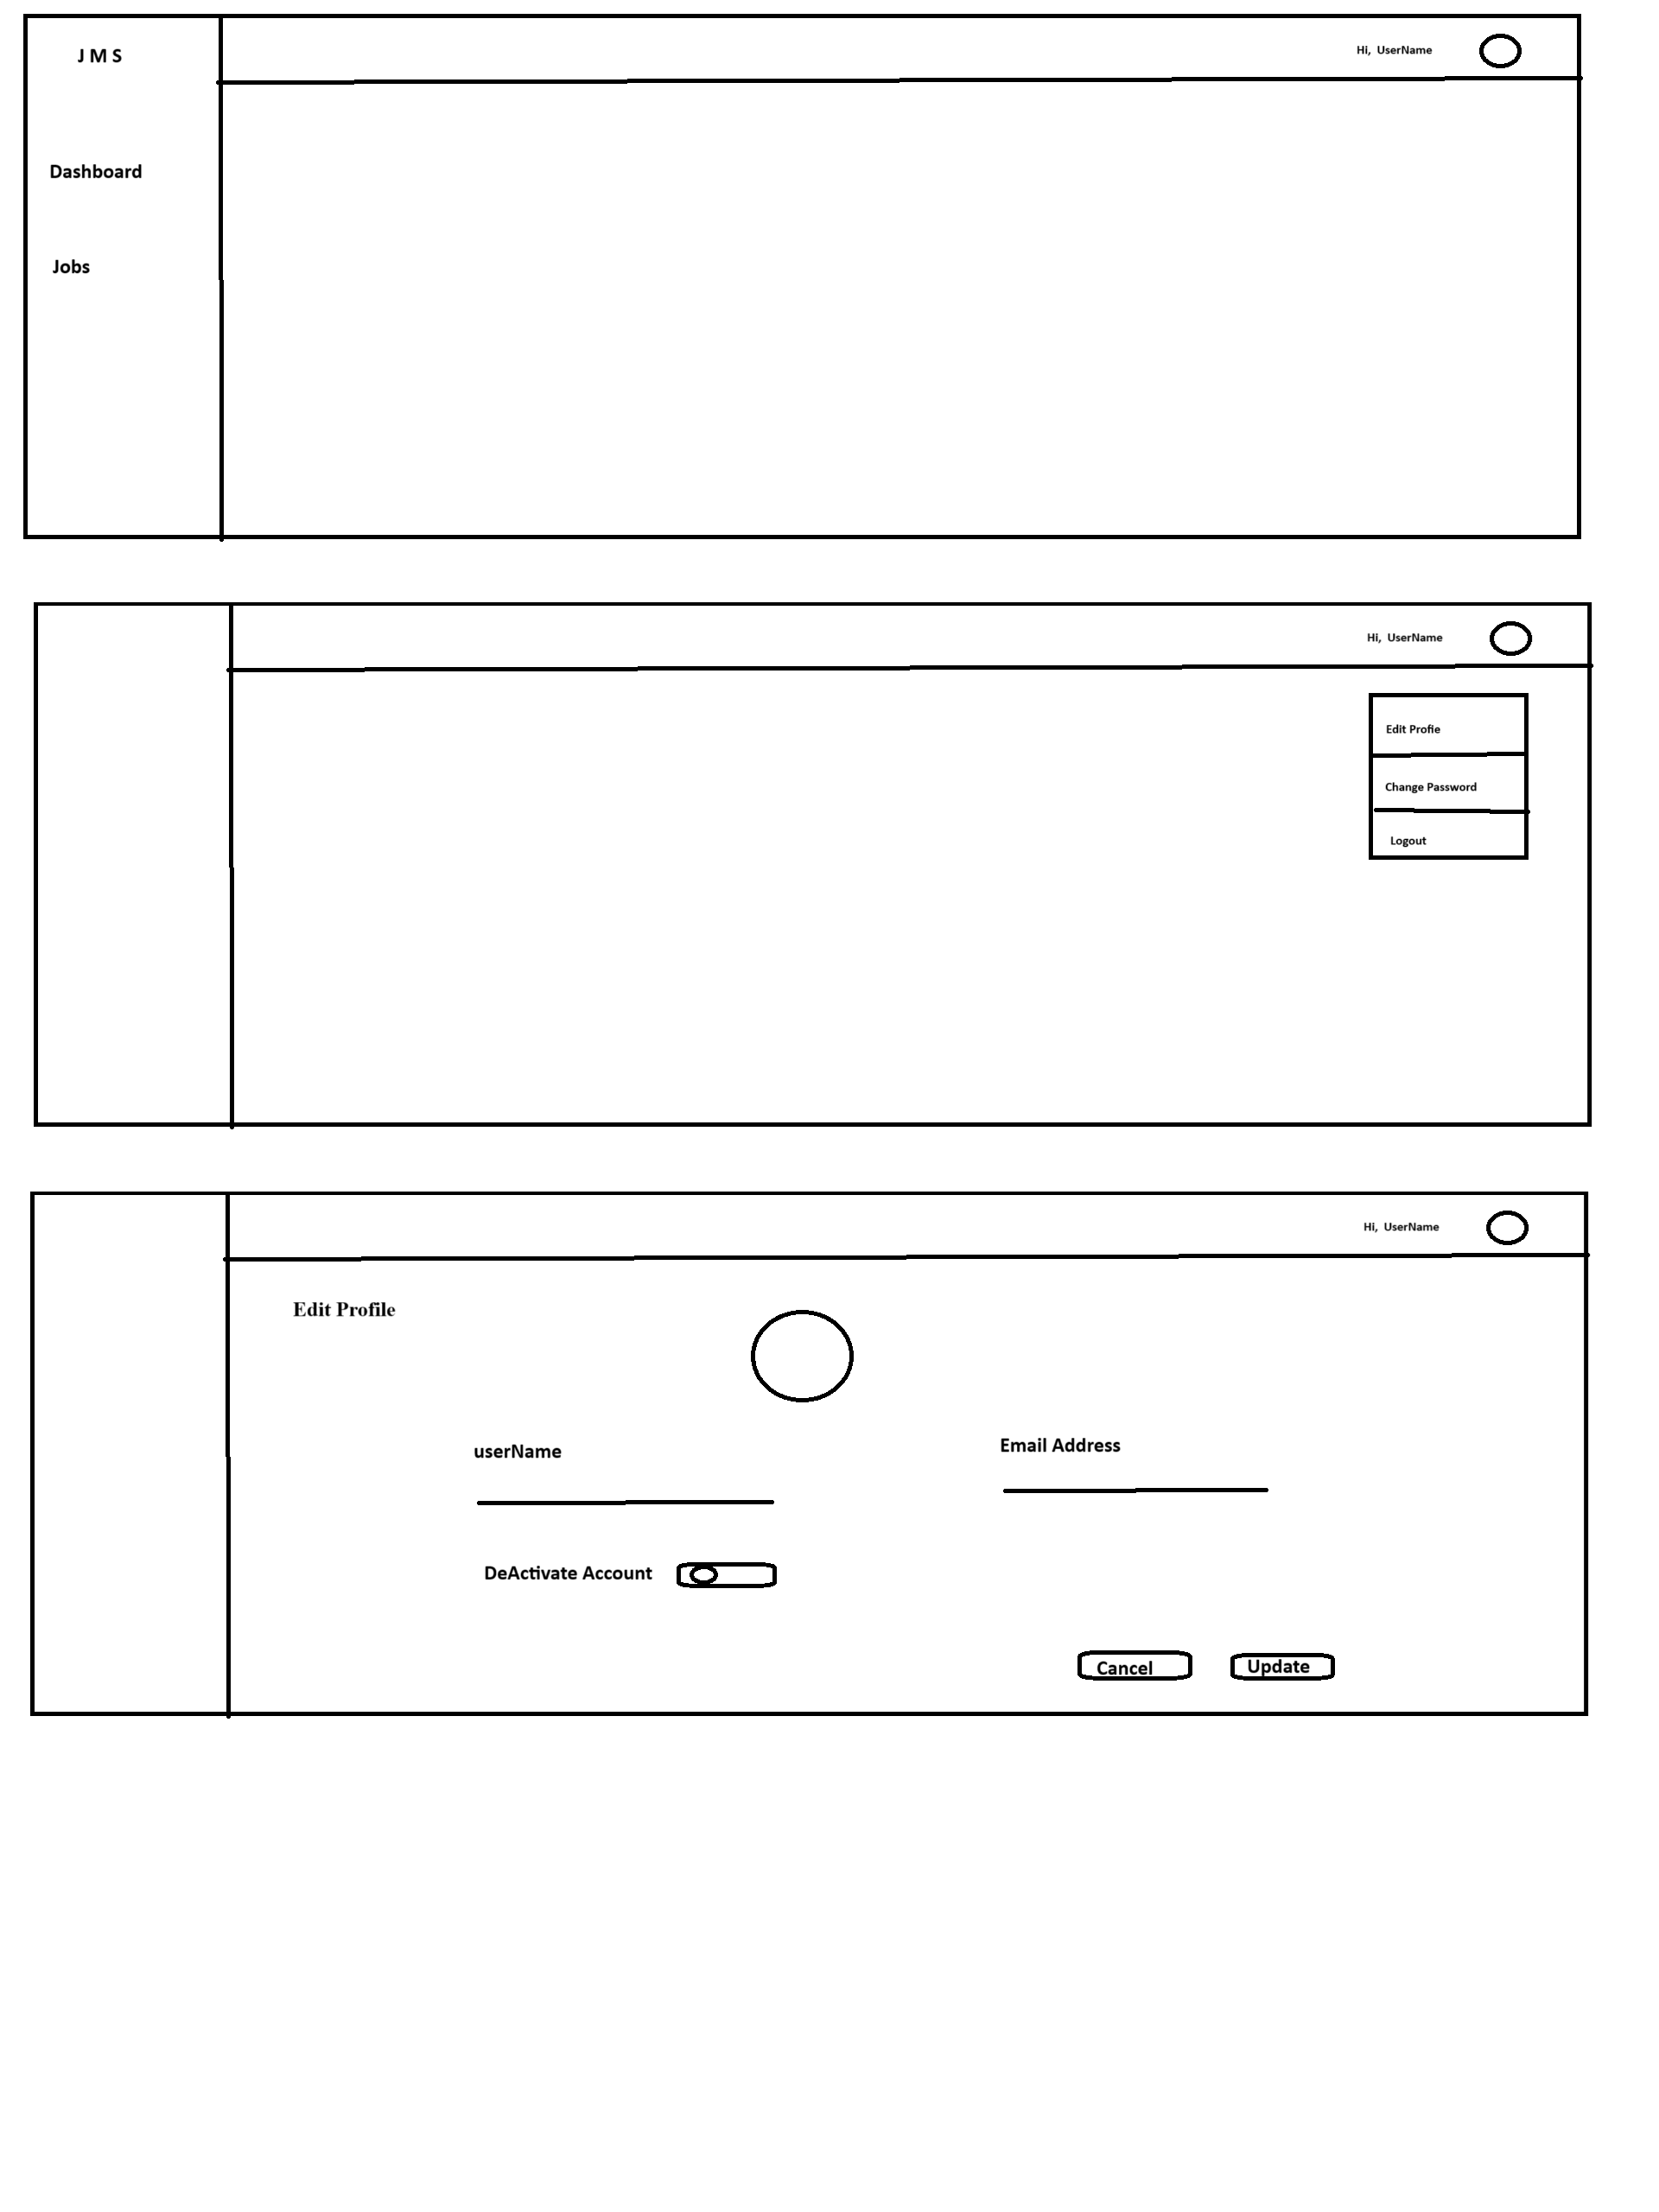 J M S
Hi, UserName
Dashboard
Jobs
Hi, UserName
Edit Profie
Change Password
Logout
Hi, UserName
Edit Profile
userName
Email Address
DeActivate Account
Cancel
Update